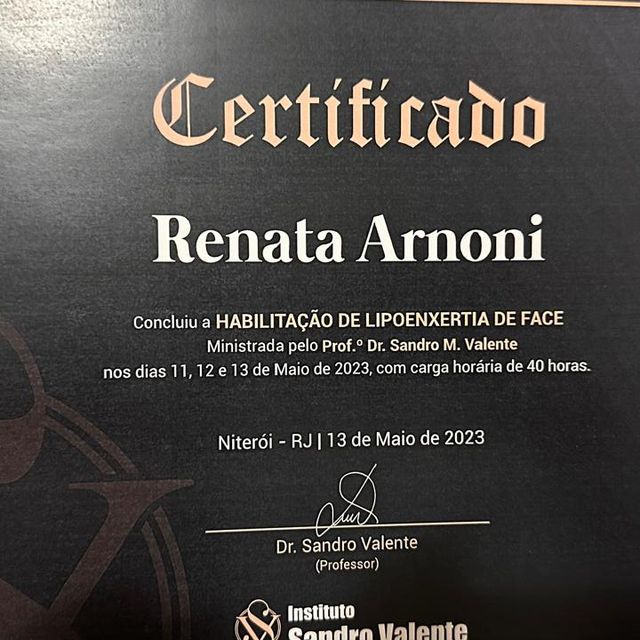 Certificado
Renata Arnoni
Concluiu a HABILITAÇÃO DE LIPOENXERTIA DE FACE
Ministrada pelo Prof.º Dr. Sandro M. Valente
nos dias 11, 12 e 13 de Maio de 2023, com carga horária de 40 horas.
Niterói - RJ | 13 de Maio de 2023
Dr. Sandro Valente
(Professor)
Instituto
Sandro Valente